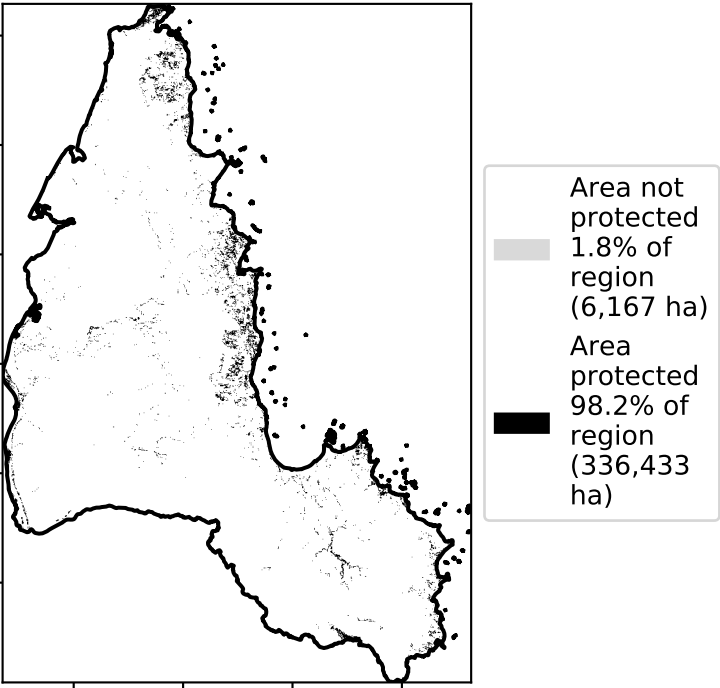 Area not
protected
1.8% of
region
(6,167 ha)
Area
protected
98.2% of
region
(336,433
ha)